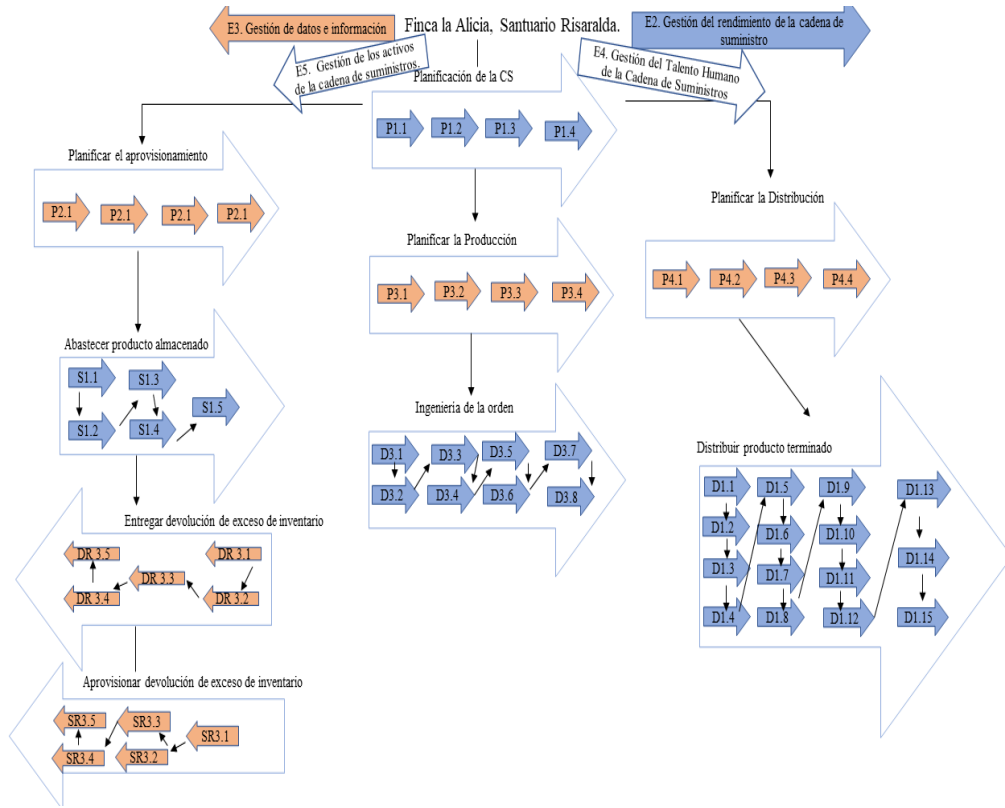 E3. Gestión de datos e información
Finca la Alicia, Santuario Risaralda.
E2. Gestión del rendimiento de la cadena de
suministro
E5. Gestión de los activos
de la cadena de suministros.
E4. Gestión del Talento Humano
de la Cadena de Suministros
Planificación de la CS
P1.1 P1.2 P1.3 P1.4
Planificar el aprovisionamiento
P2.1 P2.1 P2.1 P2.1
Planificar la Producción
P3.1 P3.2 P3.3 P3.4
Planificar la Distribución
P4.1 P4.2 P4.3 P4.4
Abastecer producto almacenado
S1.1 S1.3
S1.5
S1.2 S1.4
Ingenieria de la orden
D3.1 D3.3 D3.5 D3.7
D3.2 D3.4 D3.6 D3.8
Distribuir producto terminado
D1.1 D1.5 D1.9 D1.13
D1.2 D1.6 D1.10
D1.14
D1.3 D1.7 D1.11
D1.4 D1.8 D1.12 D1.15
Entregar devolución de exceso de inventario
DR 3.5 DR 3.1
DR 3.3
DR 3.4 DR 3.2
Aprovisionar devolución de exceso de inventario
SR3.5 SR3.3
SR3.1
SR3.4 SR3.2